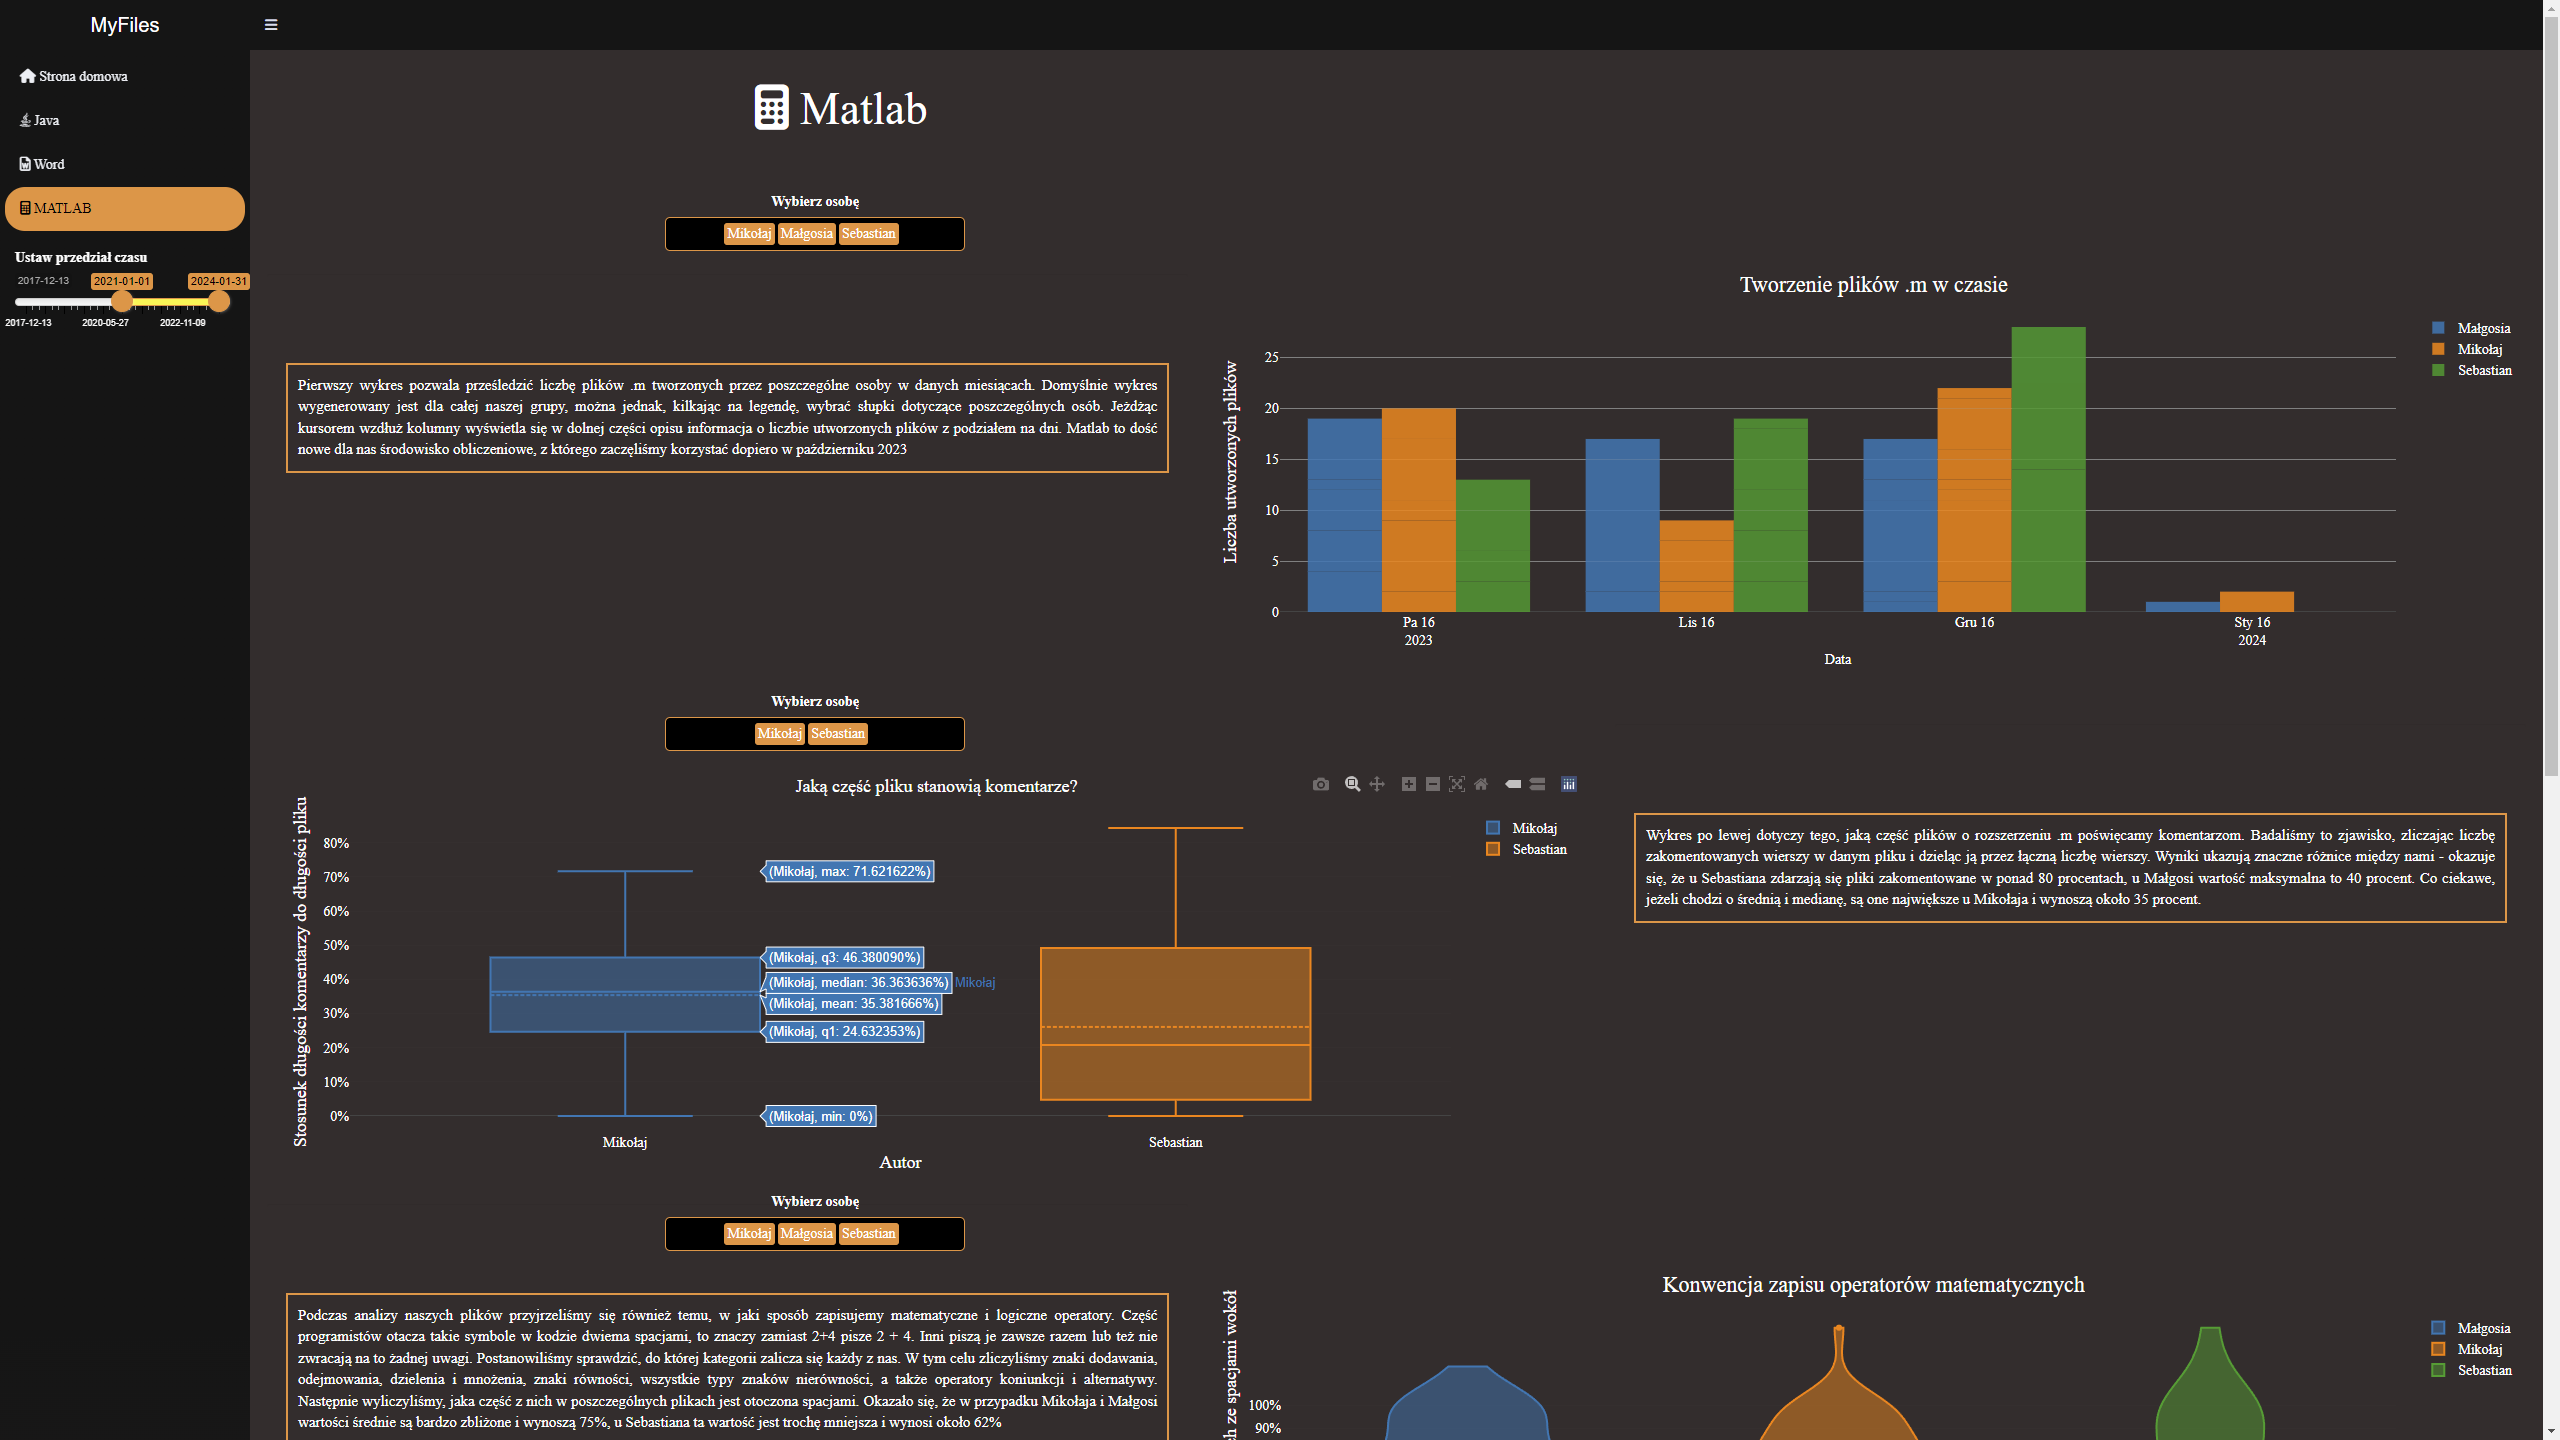 MyFiles
Strona domowa
Java
Word
MATLAB
Ustaw przedział czasu
2017-12-13 2021-01-01 2024-01-31
2017-12-13 2020-05-27 2022-11-09
Matlab
Wybierz osobę
Mikołaj Małgosia Sebastian
Pierwszy wykres pozwala prześledzić liczbę plików .m tworzonych przez poszczególne osoby w danych miesiącach. Domyślnie wykres
wygenerowany jest dla całej naszej grupy, można jednak, kilkając na legendę, wybrać słupki dotyczące poszczególnych osób. Jeżdżąc
kursorem wzdłuż kolumny wyświetla się w dolnej części opisu informacja o liczbie utworzonych plików z podziałem na dni. Matlab to dość
nowe dla nas środowisko obliczeniowe, z którego zaczęliśmy korzystać dopiero w październiku 2023
Tworzenie plików .m w czasie
Liczba utworzonych plików
25
20
15
10
5
0
Pa 16
2023
Lis 16
Gru 16
Sty 16
2024
Data
Małgosia
Mikołaj
Sebastian
Wybierz osobę
Mikołaj Sebastian
Jaką część pliku stanowią komentarze?
Stosunek długości komentarzy do długości pliku
80%
70%
60%
50%
40%
30%
20%
10%
0%
(Mikołaj, max: 71.621622%)
(Mikołaj, q3: 46.380090%)
(Mikołaj, median: 36.363636%) Mikołaj
(Mikołaj, mean: 35.381666%)
(Mikołaj, q1: 24.632353%)
(Mikołaj, min: 0%)
Mikołaj
Sebastian
Autor
Mikołaj
Sebastian
Wykres po lewej dotyczy tego, jaką część plików o rozszerzeniu .m poświęcamy komentarzom. Badaliśmy to zjawisko, zliczając liczbę
zakomentowanych wierszy w danym pliku i dzieląc ją przez łączną liczbę wierszy. Wyniki ukazują znaczne różnice między nami - okazuje
się, że u Sebastiana zdarzają się pliki zakomentowane w ponad 80 procentach, u Małgosi wartość maksymalna to 40 procent. Co ciekawe,
jeżeli chodzi o średnią i medianę, są one największe u Mikołaja i wynoszą około 35 procent.
Wybierz osobę
Mikołaj Małgosia Sebastian
Podczas analizy naszych plików przyjrzeliśmy się również temu, w jaki sposób zapisujemy matematyczne i logiczne operatory. Część
programistów otacza takie symbole w kodzie dwiema spacjami, to znaczy zamiast 2+4 pisze 2 + 4. Inni piszą je zawsze razem lub też nie
zwracają na to żadnej uwagi. Postanowiliśmy sprawdzić, do której kategorii zalicza się każdy z nas. W tym celu zliczyliśmy znaki dodawania,
odejmowania, dzielenia i mnożenia, znaki równości, wszystkie typy znaków nierówności, a także operatory koniunkcji i alternatywy.
Następnie wyliczyliśmy, jaka część z nich w poszczególnych plikach jest otoczona spacjami. Okazało się, że w przypadku Mikołaja i Małgosi
wartości średnie są bardzo zbliżone i wynoszą 75%, u Sebastiana ta wartość jest trochę mniejsza i wynosi około 62%
Konwencja zapisu operatorów matematycznych
ze spacjami wokół
100%
90%
Małgosia
Mikołaj
Sebastian